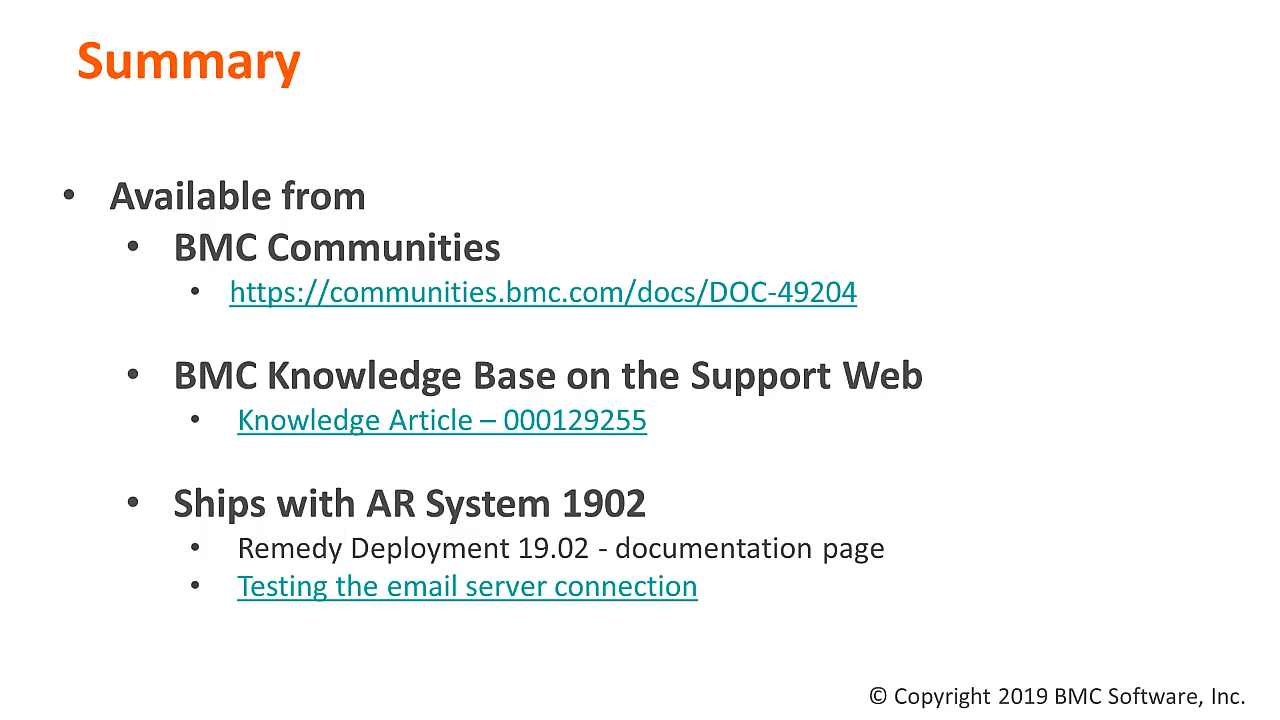 Summary
• Available from
• BMC Communities
• https://communities.bmc.com/docs/DOC-49204
• BMC Knowledge Base on the Support Web
• Knowledge Article – 000129255
• Ships with AR System 1902
• Remedy Deployment 19.02 - documentation page
• Testing the email server connection
© Copyright 2019 BMC Software, Inc.